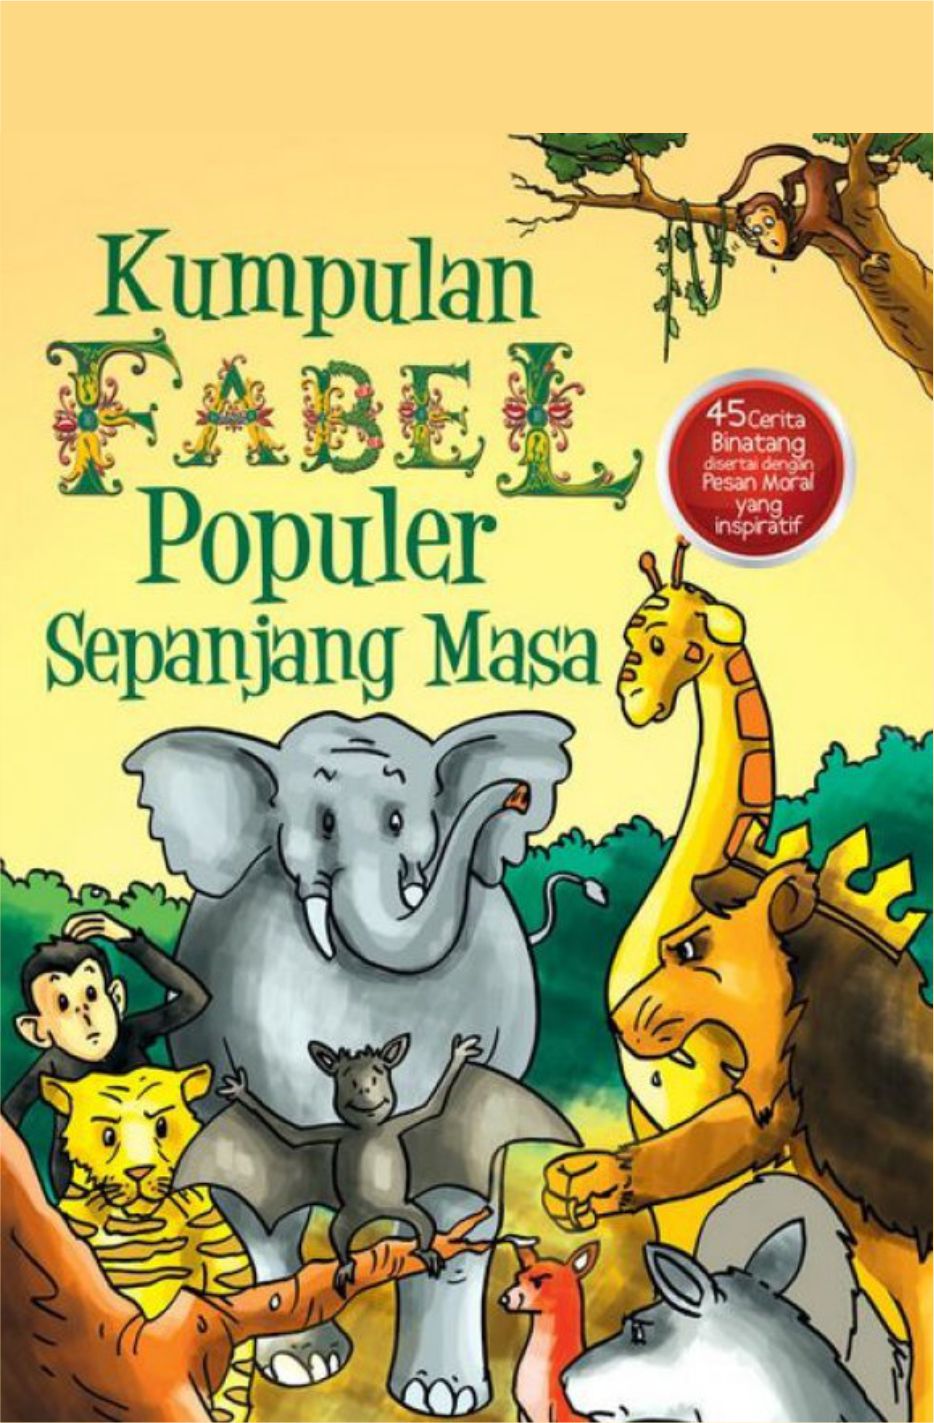 Kumpulan
FABEL
Populer
Sepanjang Masa
45 Cerita
Binatang
disertai dengan
Pesan Moral
yang
inspiratif